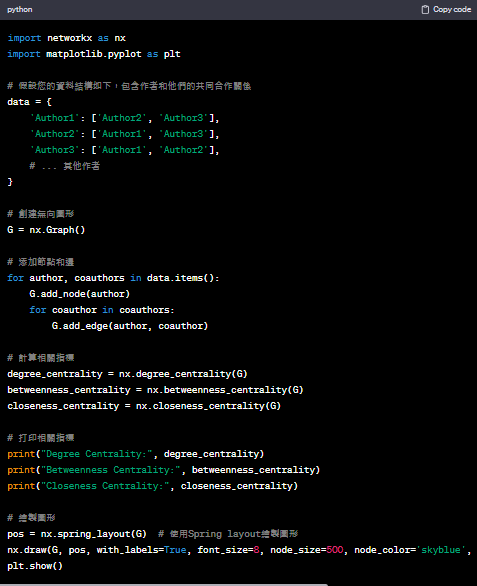 python
Copy code
import networkx as nx
import matplotlib.pyplot as plt
# 假設您的資料結構如下，包含作者和他們的共同合作關係
data = {
    'Author1': ['Author2', 'Author3'],
    'Author2': ['Author1', 'Author3'],
    'Author3': ['Author1', 'Author2'],
    # ... 其他作者
}
# 創建無向圖形
G = nx.Graph()
# 添加節點和邊
for author, coauthors in data.items():
    G.add_node(author)
    for coauthor in coauthors:
        G.add_edge(author, coauthor)
# 計算相關指標
degree_centrality = nx.degree_centrality(G)
betweenness_centrality = nx.betweenness_centrality(G)
closeness_centrality = nx.closeness_centrality(G)
# 打印相關指標
print("Degree Centrality:", degree_centrality)
print("Betweenness Centrality:", betweenness_centrality)
print("Closeness Centrality:", closeness_centrality)
# 繪製圖形
pos = nx.spring_layout(G)  # 使用Spring layout繪製圖形
nx.draw(G, pos, with_labels=True, font_size=8, node_size=500, node_color='skyblue',
plt.show()